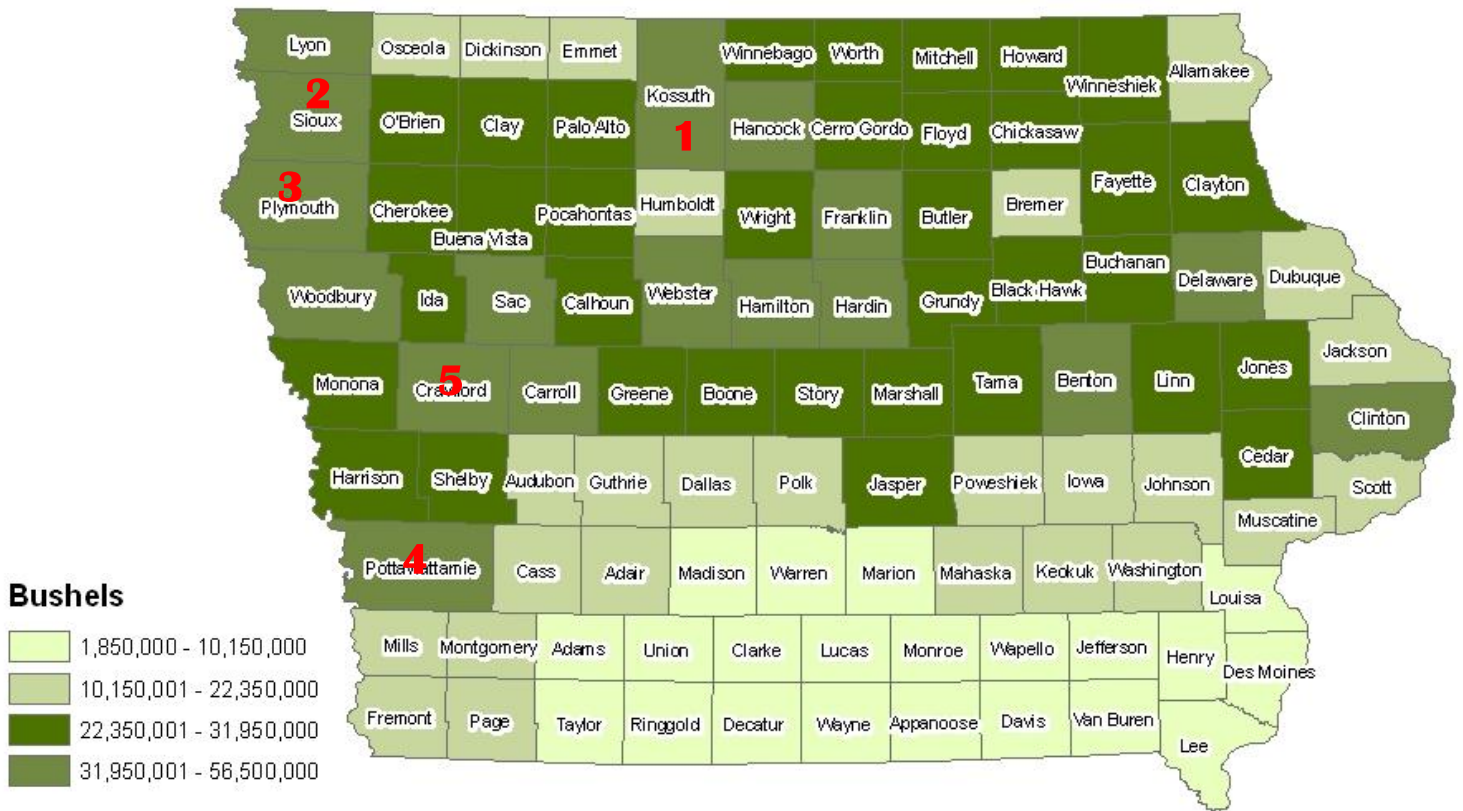 Lyon Osceola Dickinson Emmet Winnebago Worth Mitchell Howard Allamakee
Winneshiek
2 Kossuth
Sioux O'Brien Clay Palo Alto 1 Hancock Cerro Gordo Floyd Chickasaw
3 Fayette Clayton
Plymouth Cherokee Pocahontas Humboldt Wright Franklin Butler Bremer
Buena Vista
Buchanan Delaware Dubuque
Woodbury Ida Sac Calhoun Webster Hamilton Hardin Grundy Black Hawk
Jackson
Monona 5 Crawford Carroll Greene Boone Story Marshall Tama Benton Linn Jones
Clinton
Harrison Shelby Audubon Guthrie Dallas Polk Jasper Poweshiek Iowa Johnson Cedar Scott
Muscatine
4
Pottawattamie Cass Adair Madison Warren Marion Mahaska Keokuk Washington
Louisa
Mills Montgomery Adams Union Clarke Lucas Monroe Wapello Jefferson Henry
Des Moines
Fremont Page Taylor Ringgold Decatur Wayne Appanoose Davis Van Buren
Lee
Bushels
1,850,000 - 10,150,000
10,150,001 - 22,350,000
22,350,001 - 31,950,000
31,950,001 - 56,500,000